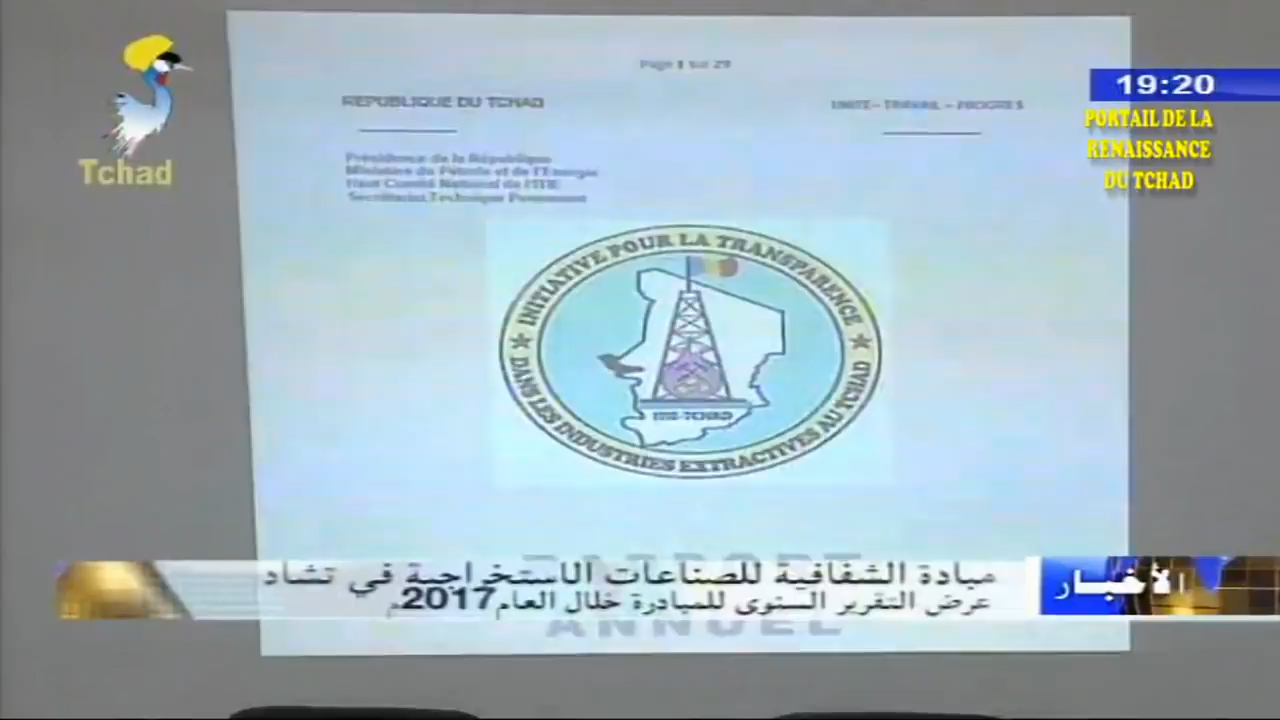 Page 1 sur 29
REPUBLIQUE DU TCHAD
UNITE – TRAVAIL – PROGRES
Présidence de la République
Ministère du Pétrole et de l'Energie
Haut Comité National de l'ITIE
Secrétariat Technique Permanent
INITIATIVE POUR LA TRANSPARENCE
DANS LES INDUSTRIES EXTRACTIVES AU TCHAD
ITIE-TCHAD
RAPPORT
ANNUEL
Tchad
19:20
PORTAIL DE LA
RENAISSANCE
DU TCHAD
الأخبار
مبادة الشفافية للصناعات الاستخراجية في تشاد
عرض التقرير السنوي للمبادرة خلال العام 2017م